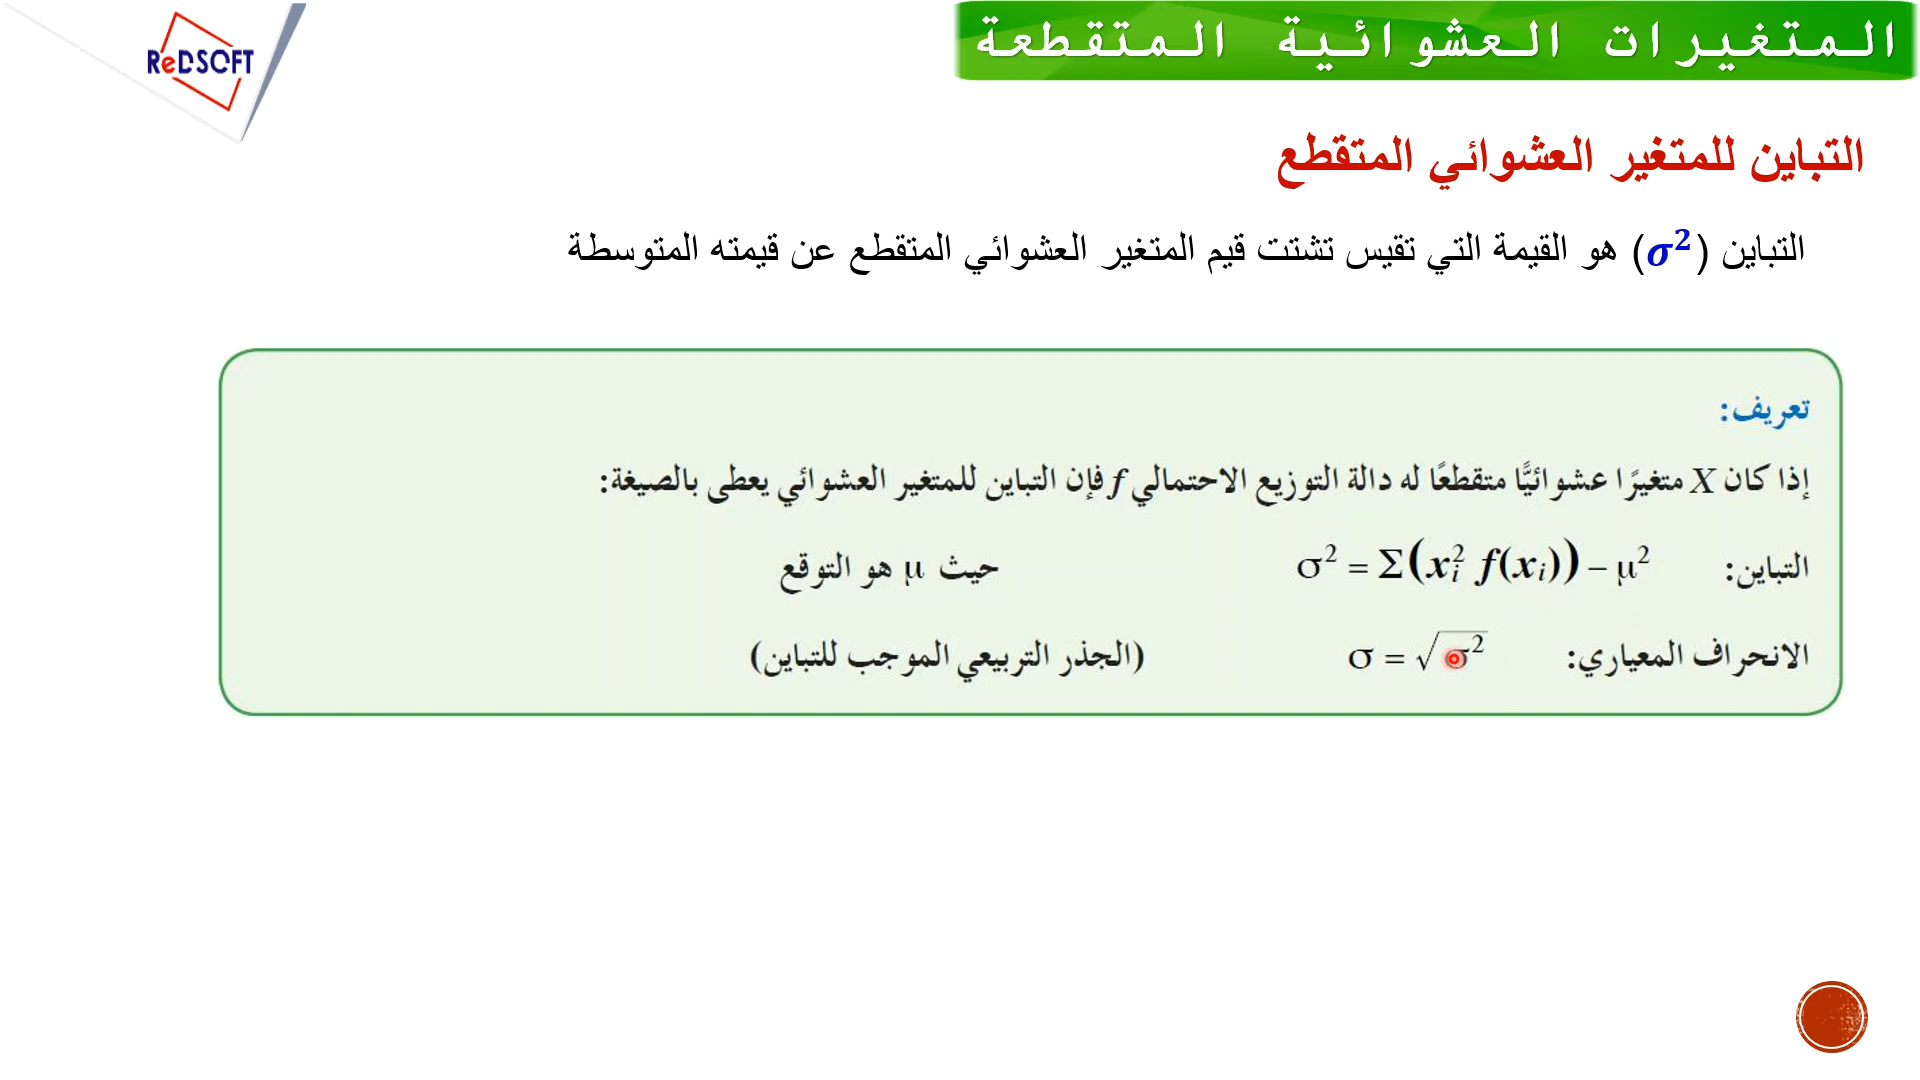 ReDSOFT
المتغيرات العشوائية المتقطعة
التباين للمتغير العشوائي المتقطع
التباين (σ²) هو القيمة التي تقيس تشتت قيم المتغير العشوائي المتقطع عن قيمته المتوسطة
تعريف:
إذا كان X متغيرًا عشوائيًّا متقطعًا له دالة التوزيع الاحتمالي f فإن التباين للمتغير العشوائي يعطى بالصيغة:
التباين: σ² = Σ(xᵢ² f(xᵢ)) – μ² حيث μ هو التوقع
الانحراف المعياري: σ = √σ² (الجذر التربيعي الموجب للتباين)